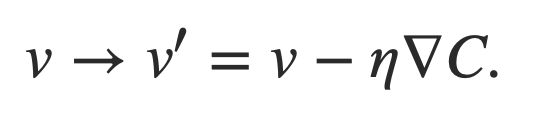 v → v′ = v − η∇C.